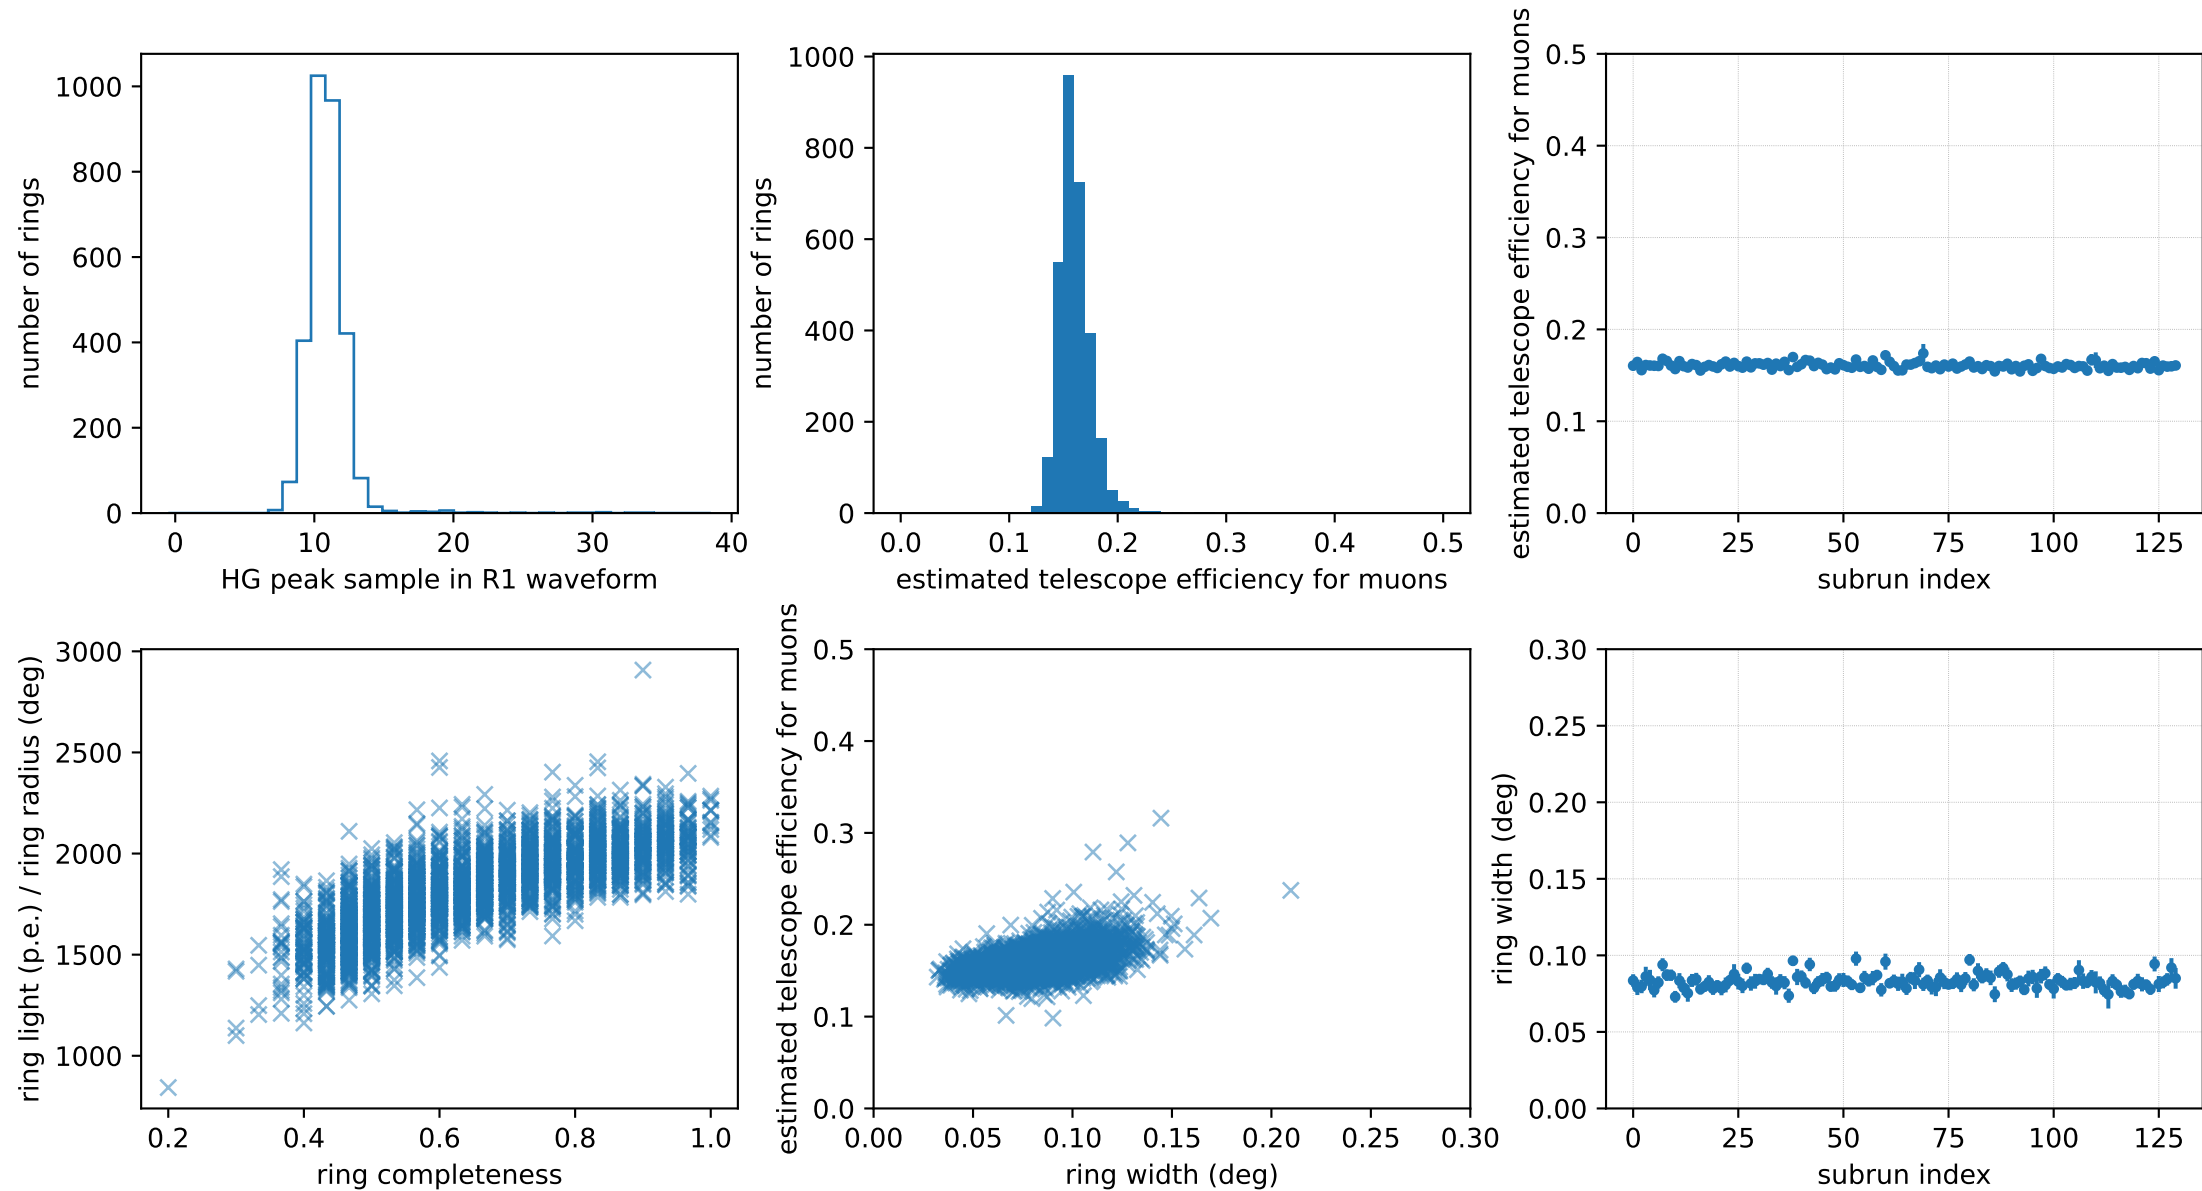 number of rings
1000
800
600
400
200
0
0 10 20 30 40
HG peak sample in R1 waveform
number of rings
1000
800
600
400
200
0
0.0 0.1 0.2 0.3 0.4 0.5
estimated telescope efficiency for muons
estimated telescope efficiency for muons
0.5
0.4
0.3
0.2
0.1
0.0
0 25 50 75 100 125
subrun index
ring light (p.e.) / ring radius (deg)
3000
2500
2000
1500
1000
0.2 0.4 0.6 0.8 1.0
ring completeness
estimated telescope efficiency for muons
0.5
0.4
0.3
0.2
0.1
0.0
0.00 0.05 0.10 0.15 0.20 0.25 0.30
ring width (deg)
ring width (deg)
0.30
0.25
0.20
0.15
0.10
0.05
0.00
0 25 50 75 100 125
subrun index